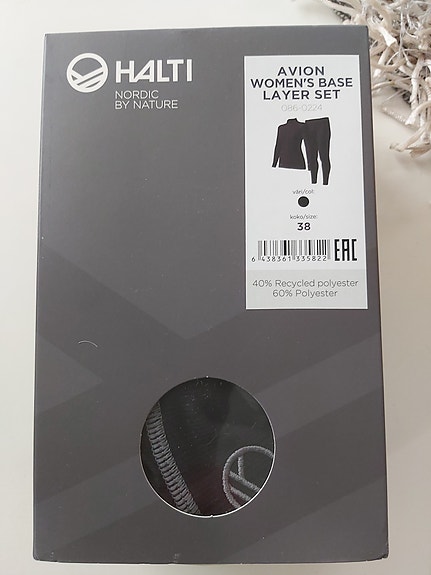 HALTI
NORDIC
BY NATURE
AVION
WOMEN'S BASE
LAYER SET
086-0224
väri/col:
koko/size:
38
6 438361 335822
EAC
40% Recycled polyester
60% Polyester